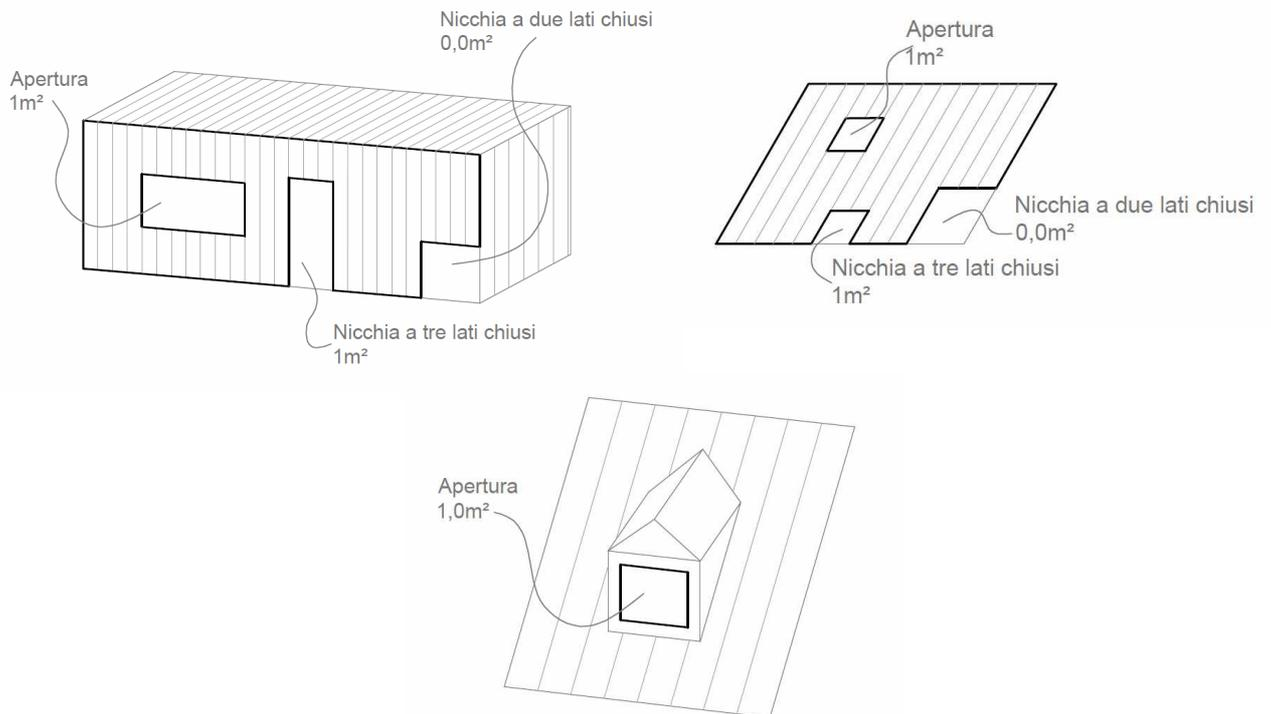 Nicchia a due lati chiusi
0,0m²
Apertura
1m²
Nicchia a tre lati chiusi
1m²
Apertura
1m²
Nicchia a due lati chiusi
0,0m²
Nicchia a tre lati chiusi
1m²
Apertura
1,0m²